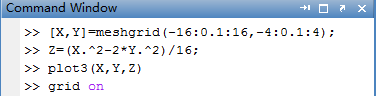 Command Window
>> [X,Y]=meshgrid(-16:0.1:16,-4:0.1:4);
>> Z=(X.^2-2*Y.^2)/16;
>> plot3(X,Y,Z)
>> grid on